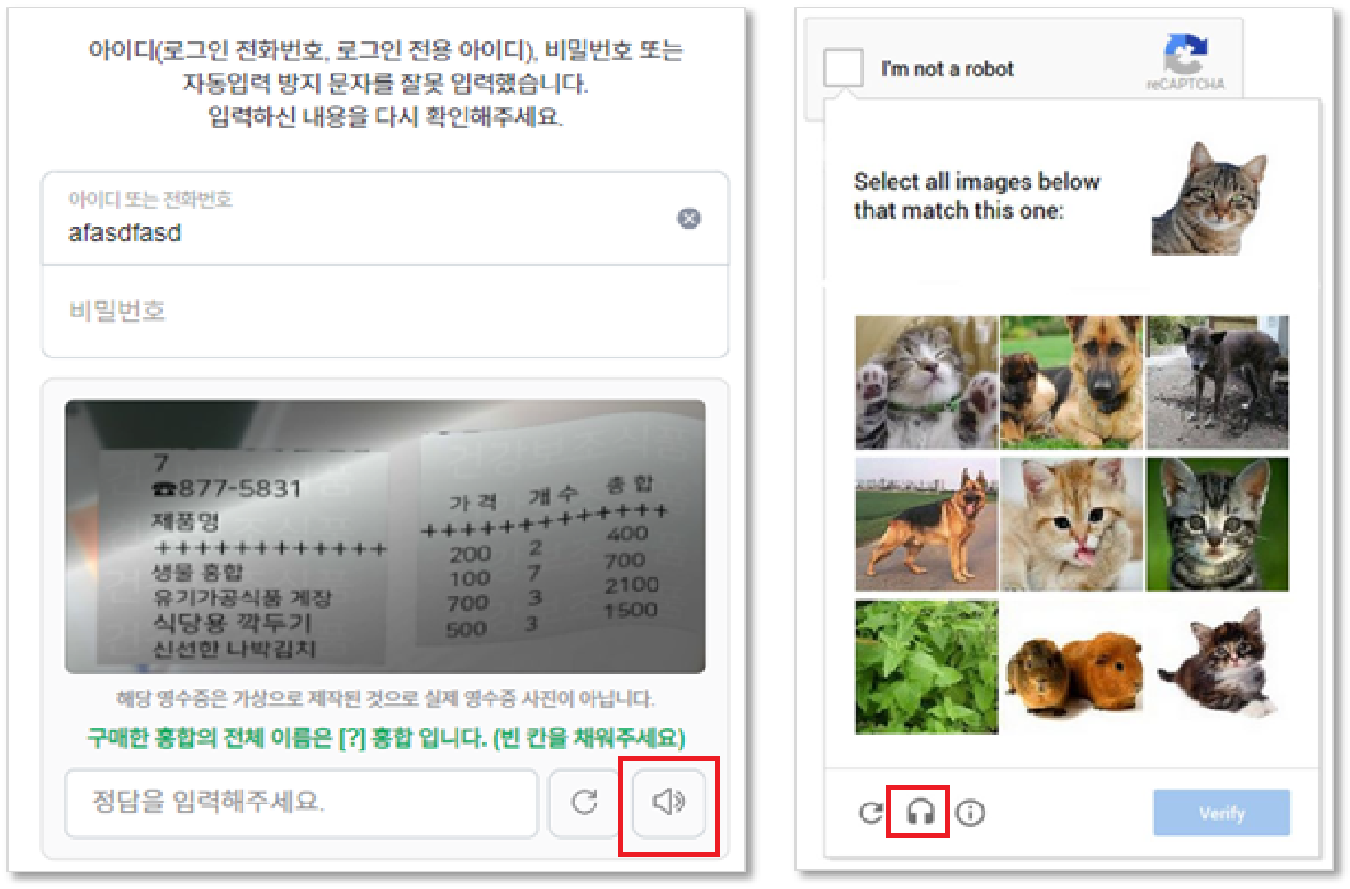 아이디(로그인 전화번호, 로그인 전용 아이디), 비밀번호 또는
자동입력 방지 문자를 잘못 입력했습니다.
입력하신 내용을 다시 확인해주세요.
아이디 또는 전화번호
afasdfasd
비밀번호
7
☎877-5831
제품명
++++++++++++
생물 홍합
유기가공식품 게장
식당용 깍두기
신선한 나박김치
가격 개수 총합
++++++++++++
200 2 400
100 7 700
700 3 2100
500 3 1500
해당 영수증은 가상으로 제작된 것으로 실제 영수증 사진이 아닙니다.
구매한 홍합의 전체 이름은 [?] 홍합 입니다. (빈 칸을 채워주세요)
정답을 입력해주세요.
I'm not a robot
reCAPTCHA
Select all images below
that match this one:
Verify